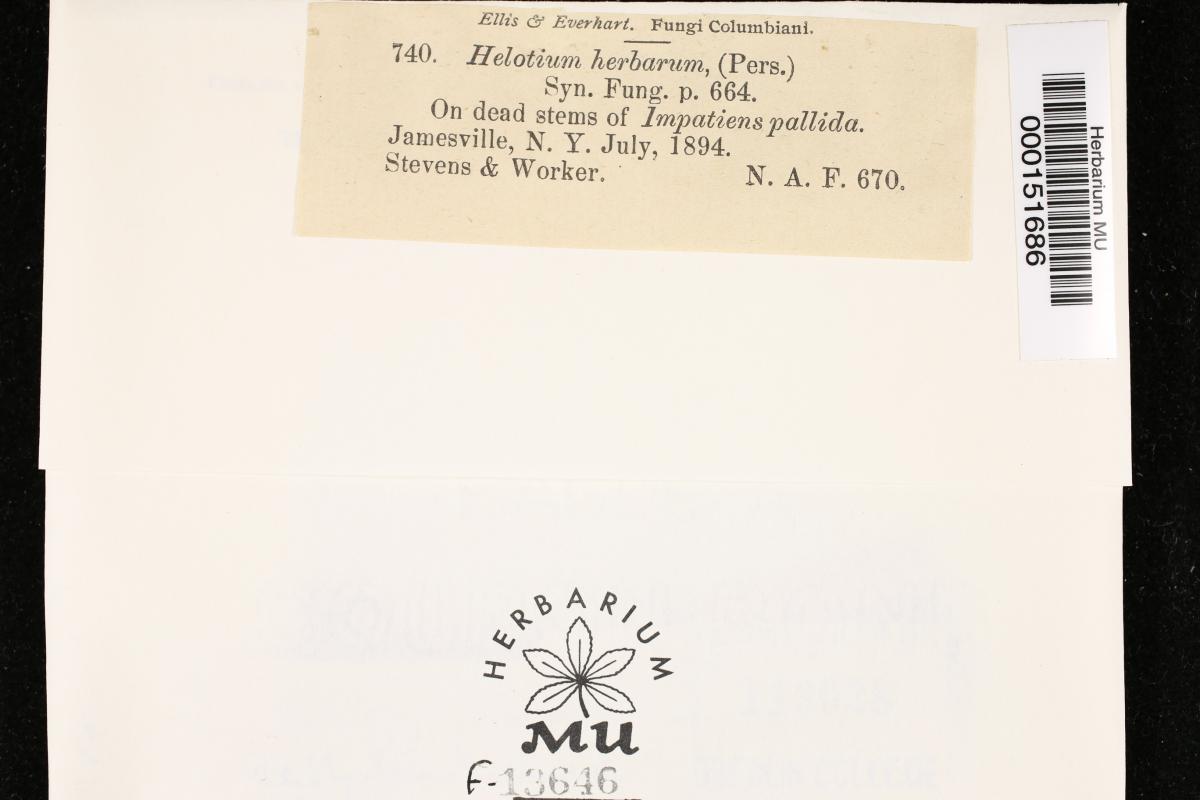 Ellis & Everhart. Fungi Columbiani.
740. Helotium herbarum, (Pers.)
Syn. Fung. p. 664.
On dead stems of Impatiens pallida.
Jamesville, N. Y. July, 1894.
Stevens & Worker. N. A. F. 670.
Herbarium MU
000151686
HERBARIUM
MU
F-13646